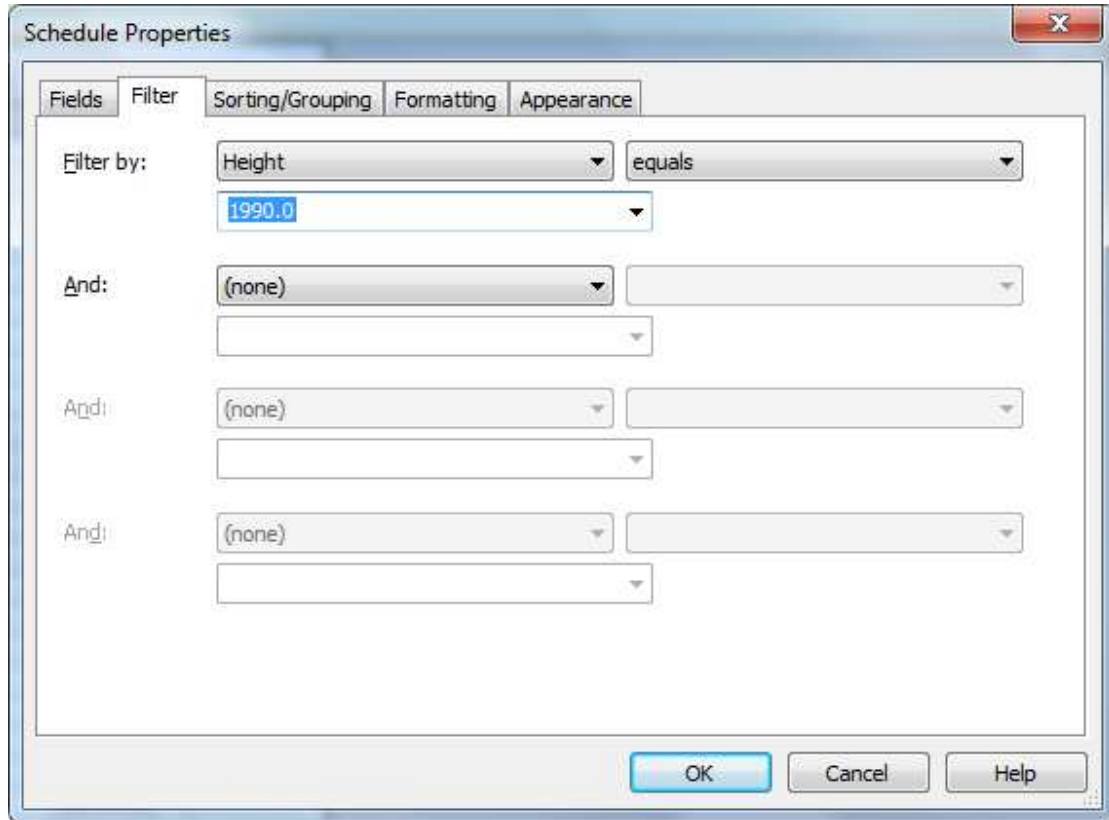 Schedule Properties
Fields Filter Sorting/Grouping Formatting Appearance
Filter by: Height equals
1990.0
And: (none)
And: (none)
And: (none)
OK Cancel Help